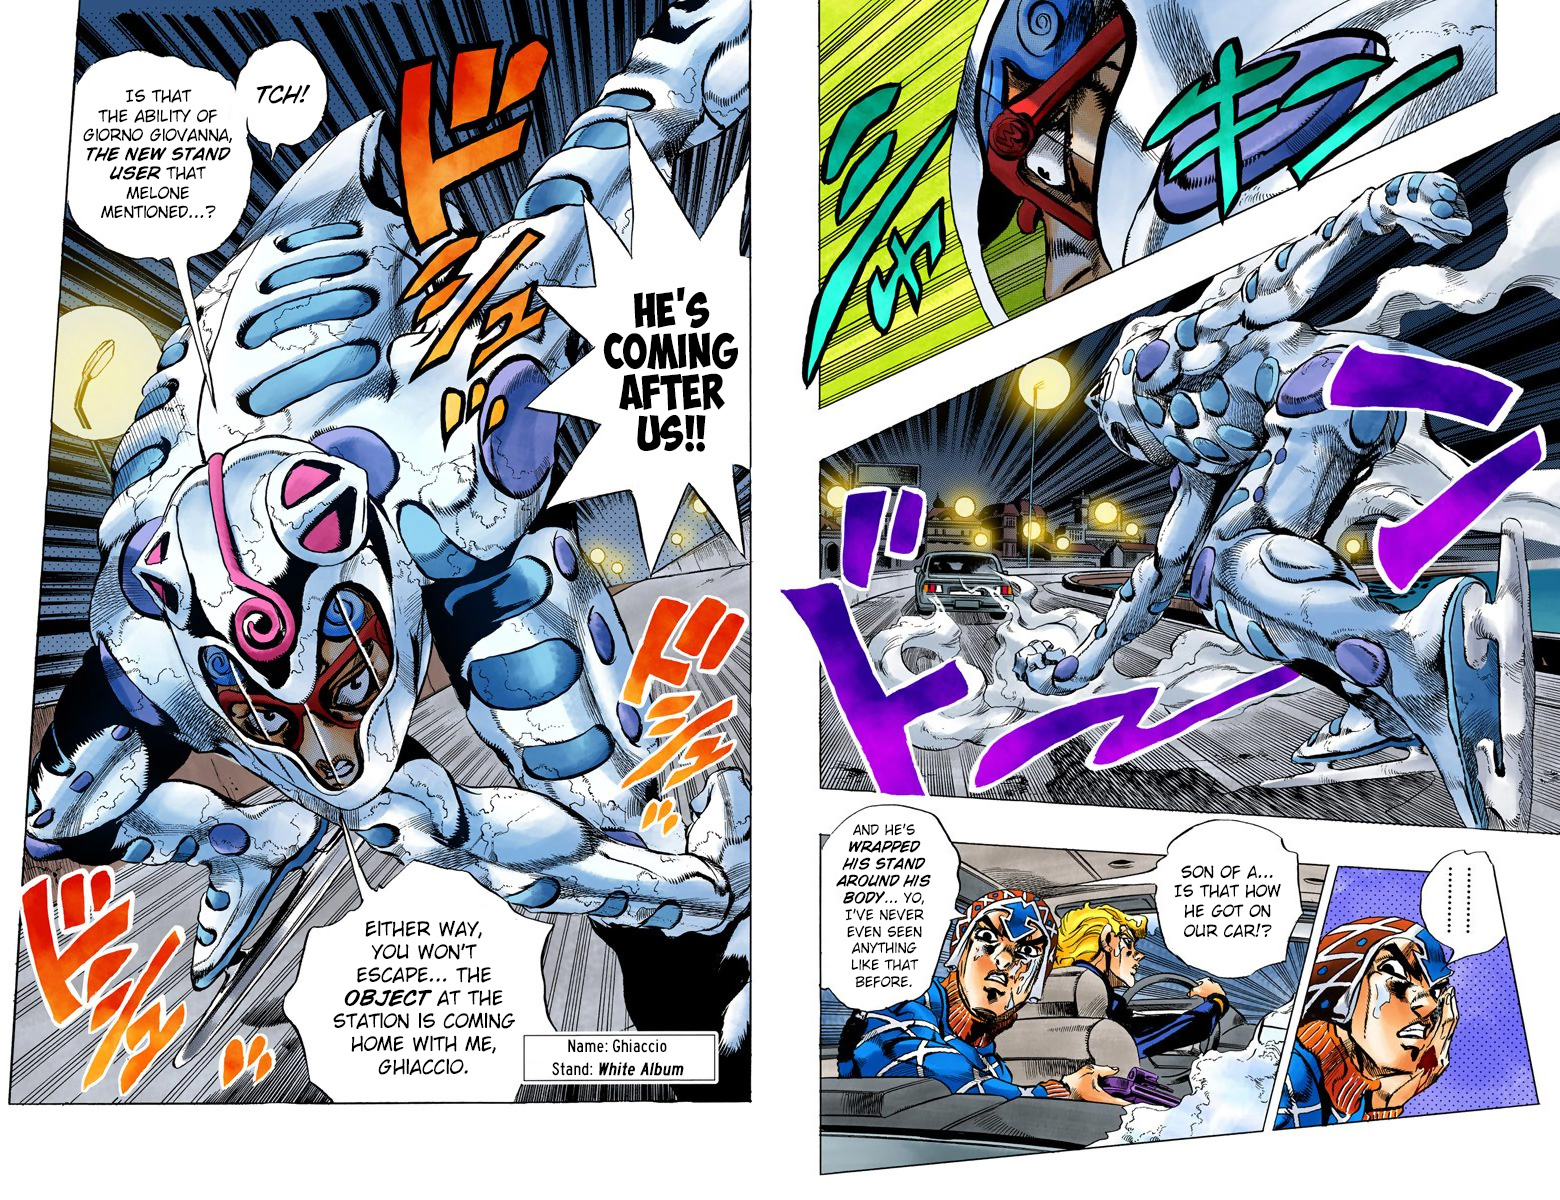 シャキン
ドーン
............
SON OF A...
IS THAT HOW
HE GOT ON
OUR CAR!?
AND HE'S
WRAPPED
HIS STAND
AROUND HIS
BODY... YO,
I'VE NEVER
EVEN SEEN
ANYTHING
LIKE THAT
BEFORE.
HE'S
COMING
AFTER
US!!
ドシュッ
TCH!
IS THAT
THE ABILITY OF
GIORNO GIOVANNA,
THE NEW STAND
USER THAT
MELONE
MENTIONED...?
ドシュッ
EITHER WAY,
YOU WON'T
ESCAPE... THE
OBJECT AT THE
STATION IS COMING
HOME WITH ME,
GHIACCIO.
Name: Ghiaccio
Stand: White Album
ドシュッ